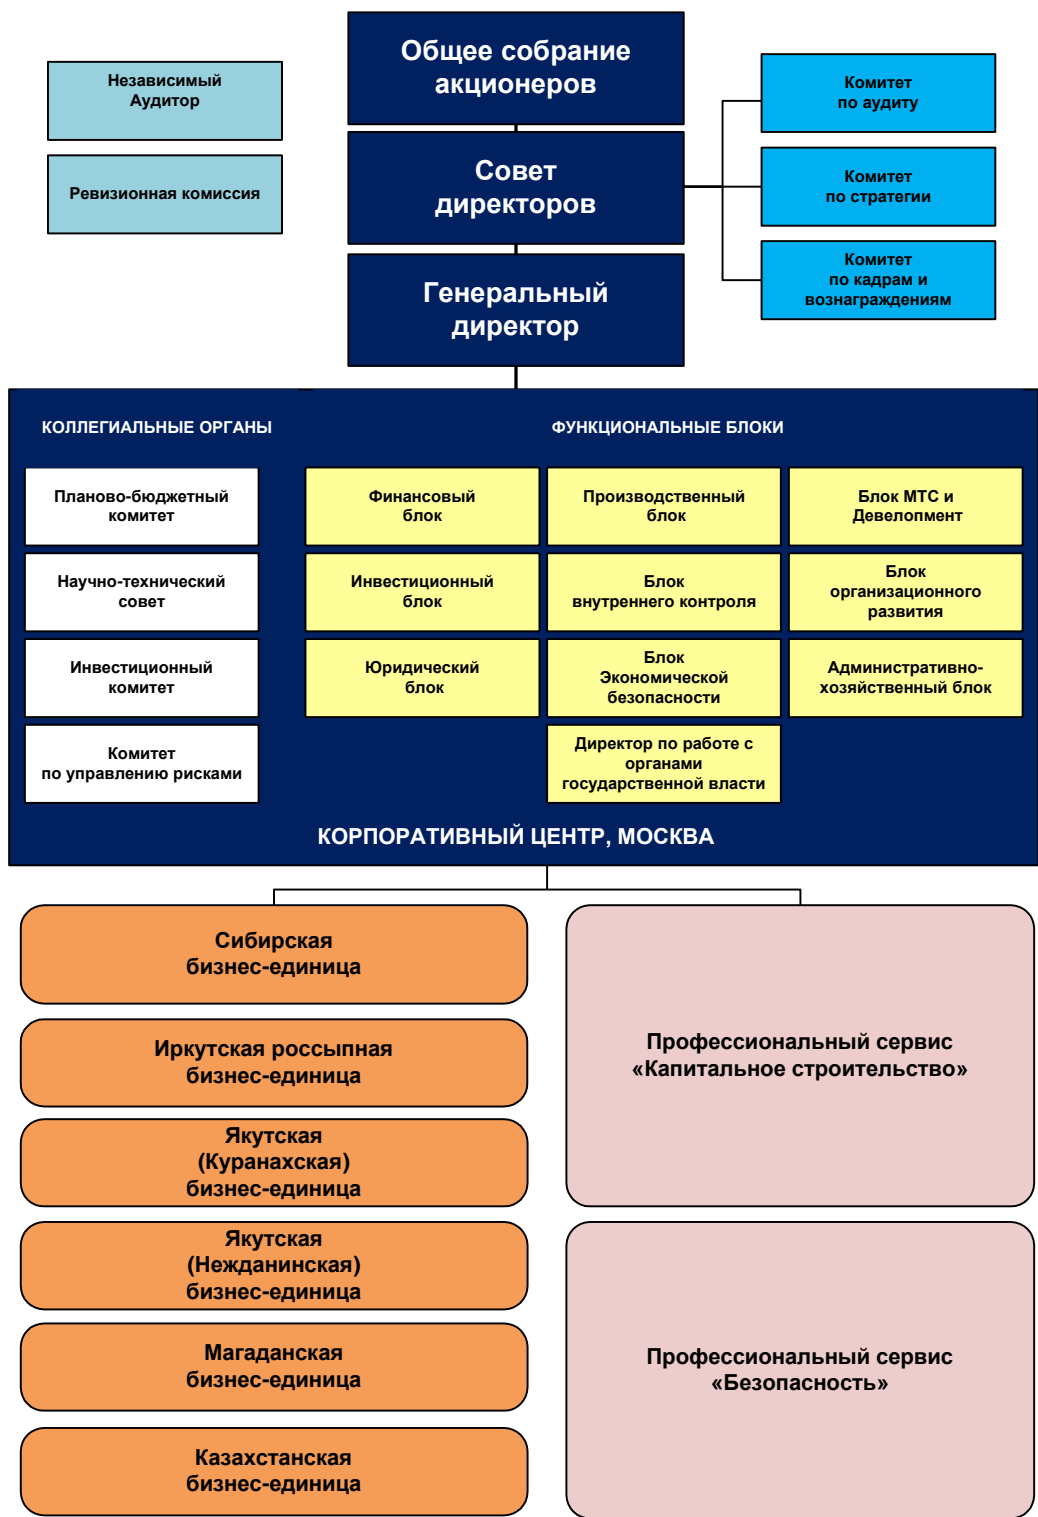 Общее собрание
акционеров
Независимый
Аудитор
Комитет
по аудиту
Ревизионная комиссия
Совет
директоров
Комитет
по стратегии
Генеральный
директор
Комитет
по кадрам и
вознаграждениям
КОЛЛЕГИАЛЬНЫЕ ОРГАНЫ
ФУНКЦИОНАЛЬНЫЕ БЛОКИ
Планово-бюджетный
комитет
Финансовый
блок
Производственный
блок
Блок МТС и
Девелопмент
Научно-технический
совет
Инвестиционный
блок
Блок
внутреннего контроля
Блок
организационного
развития
Инвестиционный
комитет
Юридический
блок
Блок
Экономической
безопасности
Административно-
хозяйственный блок
Комитет
по управлению рисками
Директор по работе с
органами
государственной власти
КОРПОРАТИВНЫЙ ЦЕНТР, МОСКВА
Сибирская
бизнес-единица
Иркутская россыпная
бизнес-единица
Якутская
(Куранахская)
бизнес-единица
Якутская
(Нежданинская)
бизнес-единица
Магаданская
бизнес-единица
Казахстанская
бизнес-единица
Профессиональный сервис
«Капитальное строительство»
Профессиональный сервис
«Безопасность»